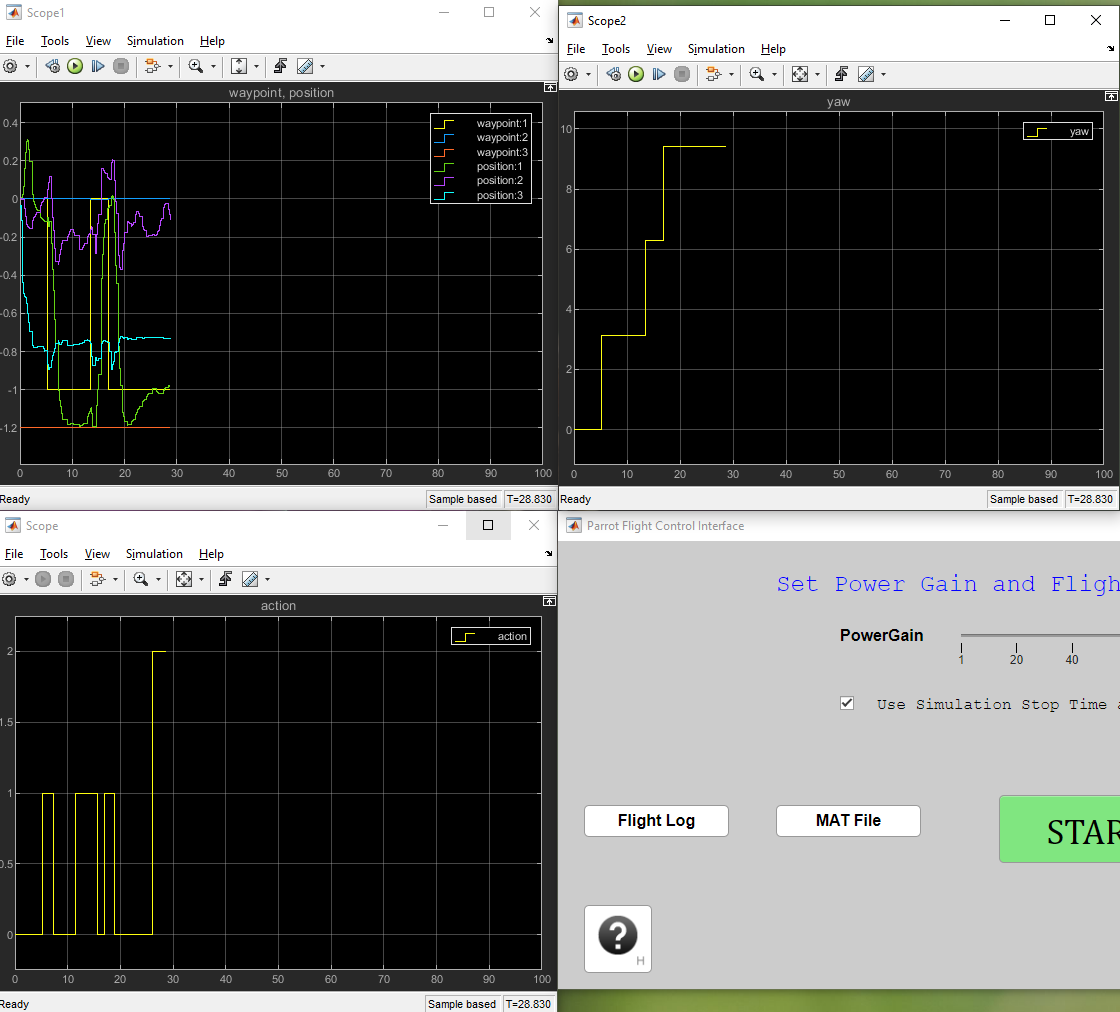 Scope1
File Tools View Simulation Help
waypoint, position
waypoint:1
waypoint:2
waypoint:3
position:1
position:2
position:3
0.4
0.2
0
-0.2
-0.4
-0.6
-0.8
-1
-1.2
0 10 20 30 40 50 60 70 80 90 100
Ready Sample based T=28.830
Scope2
File Tools View Simulation Help
yaw
yaw
10
8
6
4
2
0
0 10 20 30 40 50 60 70 80 90 100
Ready Sample based T=28.830
Scope
File Tools View Simulation Help
action
action
2
1.5
1
0.5
0
0 10 20 30 40 50 60 70 80 90 100
Ready Sample based T=28.830
Parrot Flight Control Interface
Set Power Gain and Fligh
PowerGain
1 20 40
Use Simulation Stop Time a
Flight Log MAT File STAR
?
H